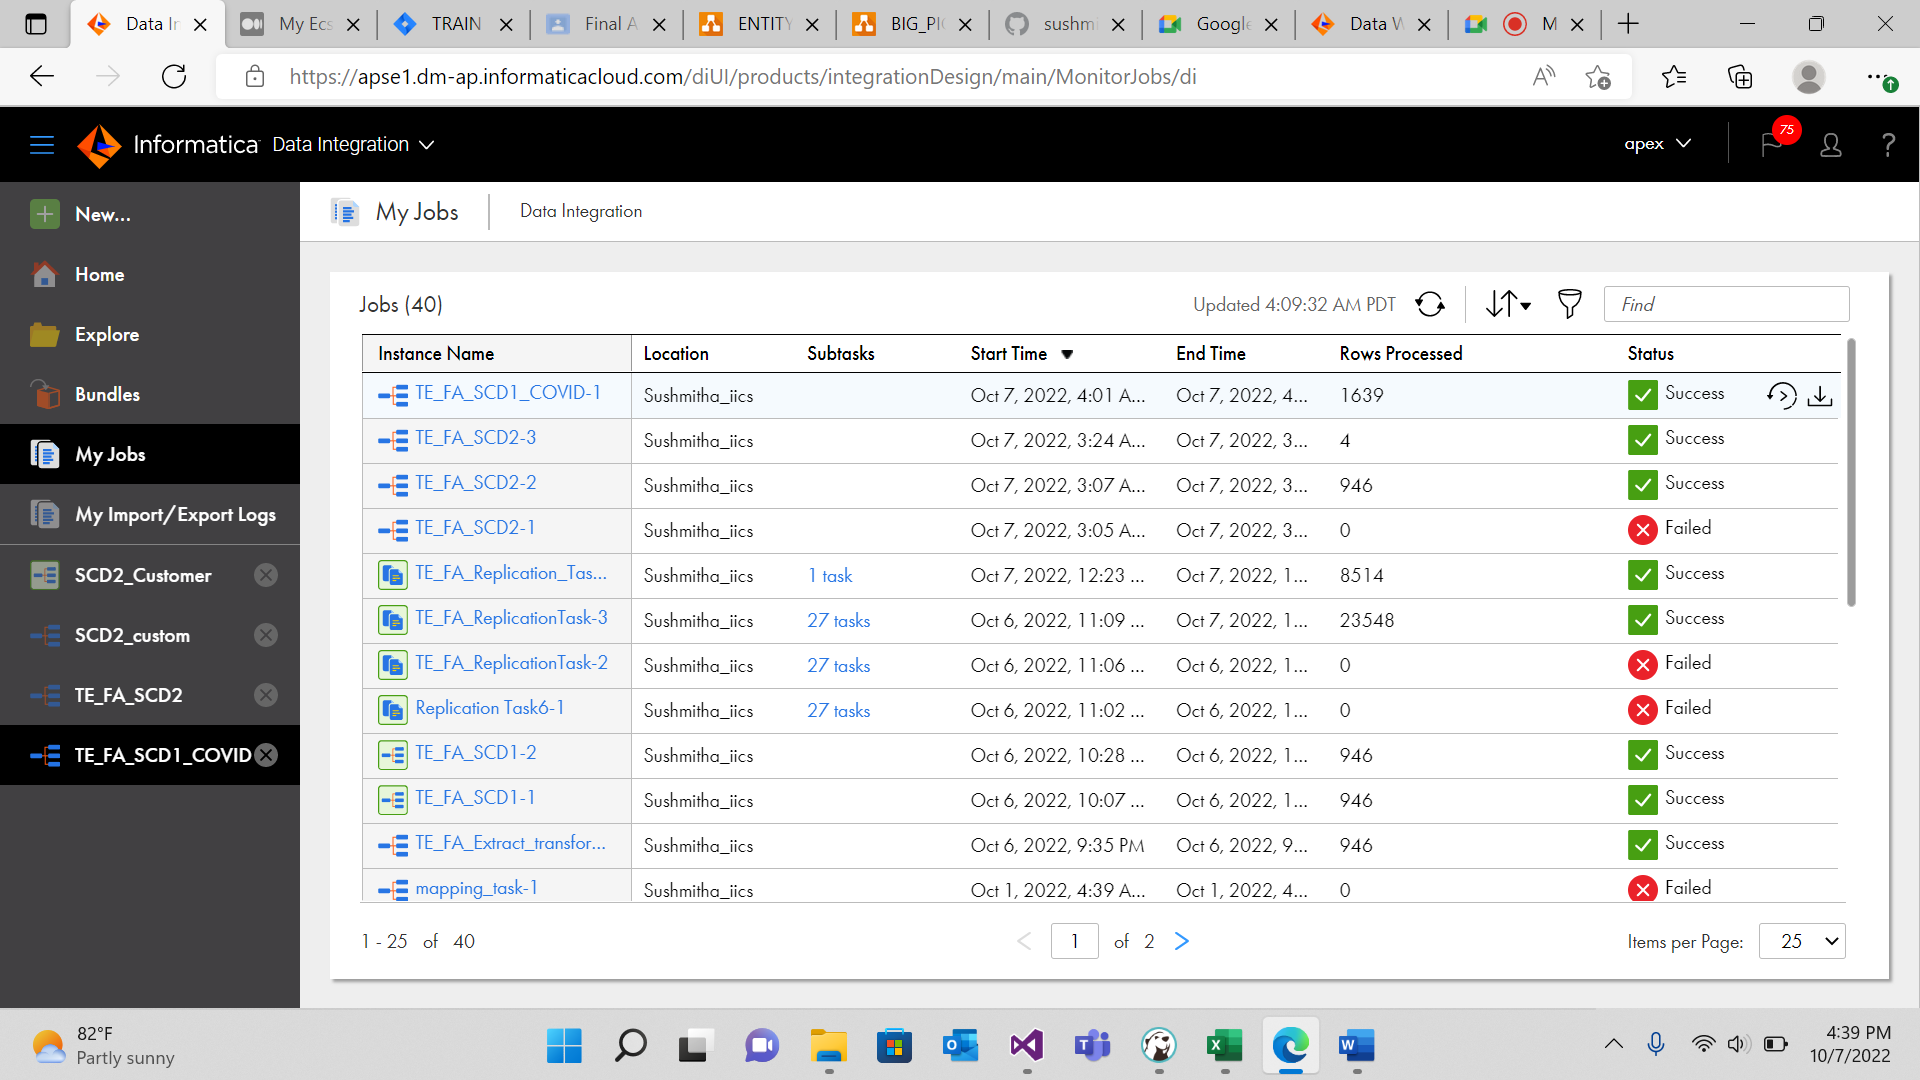 Data In
My Ecs
TRAIN
Final A
ENTITY
BIG_PIC
sushmi
Google
Data W
M
https://apse1.dm-ap.informaticacloud.com/diUI/products/integrationDesign/main/MonitorJobs/di
Informatica Data Integration
apex
75
?
New...
Home
Explore
Bundles
My Jobs
My Import/Export Logs
SCD2_Customer
SCD2_custom
TE_FA_SCD2
TE_FA_SCD1_COVID
My Jobs
Data Integration
Jobs (40)
Updated 4:09:32 AM PDT
Find
Instance Name Location Subtasks Start Time End Time Rows Processed Status
TE_FA_SCD1_COVID-1 Sushmitha_iics Oct 7, 2022, 4:01 A... Oct 7, 2022, 4... 1639 Success
TE_FA_SCD2-3 Sushmitha_iics Oct 7, 2022, 3:24 A... Oct 7, 2022, 3... 4 Success
TE_FA_SCD2-2 Sushmitha_iics Oct 7, 2022, 3:07 A... Oct 7, 2022, 3... 946 Success
TE_FA_SCD2-1 Sushmitha_iics Oct 7, 2022, 3:05 A... Oct 7, 2022, 3... 0 Failed
TE_FA_Replication_Tas... Sushmitha_iics 1 task Oct 7, 2022, 12:23 ... Oct 7, 2022, 1... 8514 Success
TE_FA_ReplicationTask-3 Sushmitha_iics 27 tasks Oct 6, 2022, 11:09 ... Oct 7, 2022, 1... 23548 Success
TE_FA_ReplicationTask-2 Sushmitha_iics 27 tasks Oct 6, 2022, 11:06 ... Oct 6, 2022, 1... 0 Failed
Replication Task6-1 Sushmitha_iics 27 tasks Oct 6, 2022, 11:02 ... Oct 6, 2022, 1... 0 Failed
TE_FA_SCD1-2 Sushmitha_iics Oct 6, 2022, 10:28 ... Oct 6, 2022, 1... 946 Success
TE_FA_SCD1-1 Sushmitha_iics Oct 6, 2022, 10:07 ... Oct 6, 2022, 1... 946 Success
TE_FA_Extract_transfor... Sushmitha_iics Oct 6, 2022, 9:35 PM Oct 6, 2022, 9... 946 Success
mapping_task-1 Sushmitha_iics Oct 1, 2022, 4:39 A... Oct 1, 2022, 4... 0 Failed
1 - 25 of 40
1 of 2
Items per Page: 25
82°F
Partly sunny
4:39 PM
10/7/2022